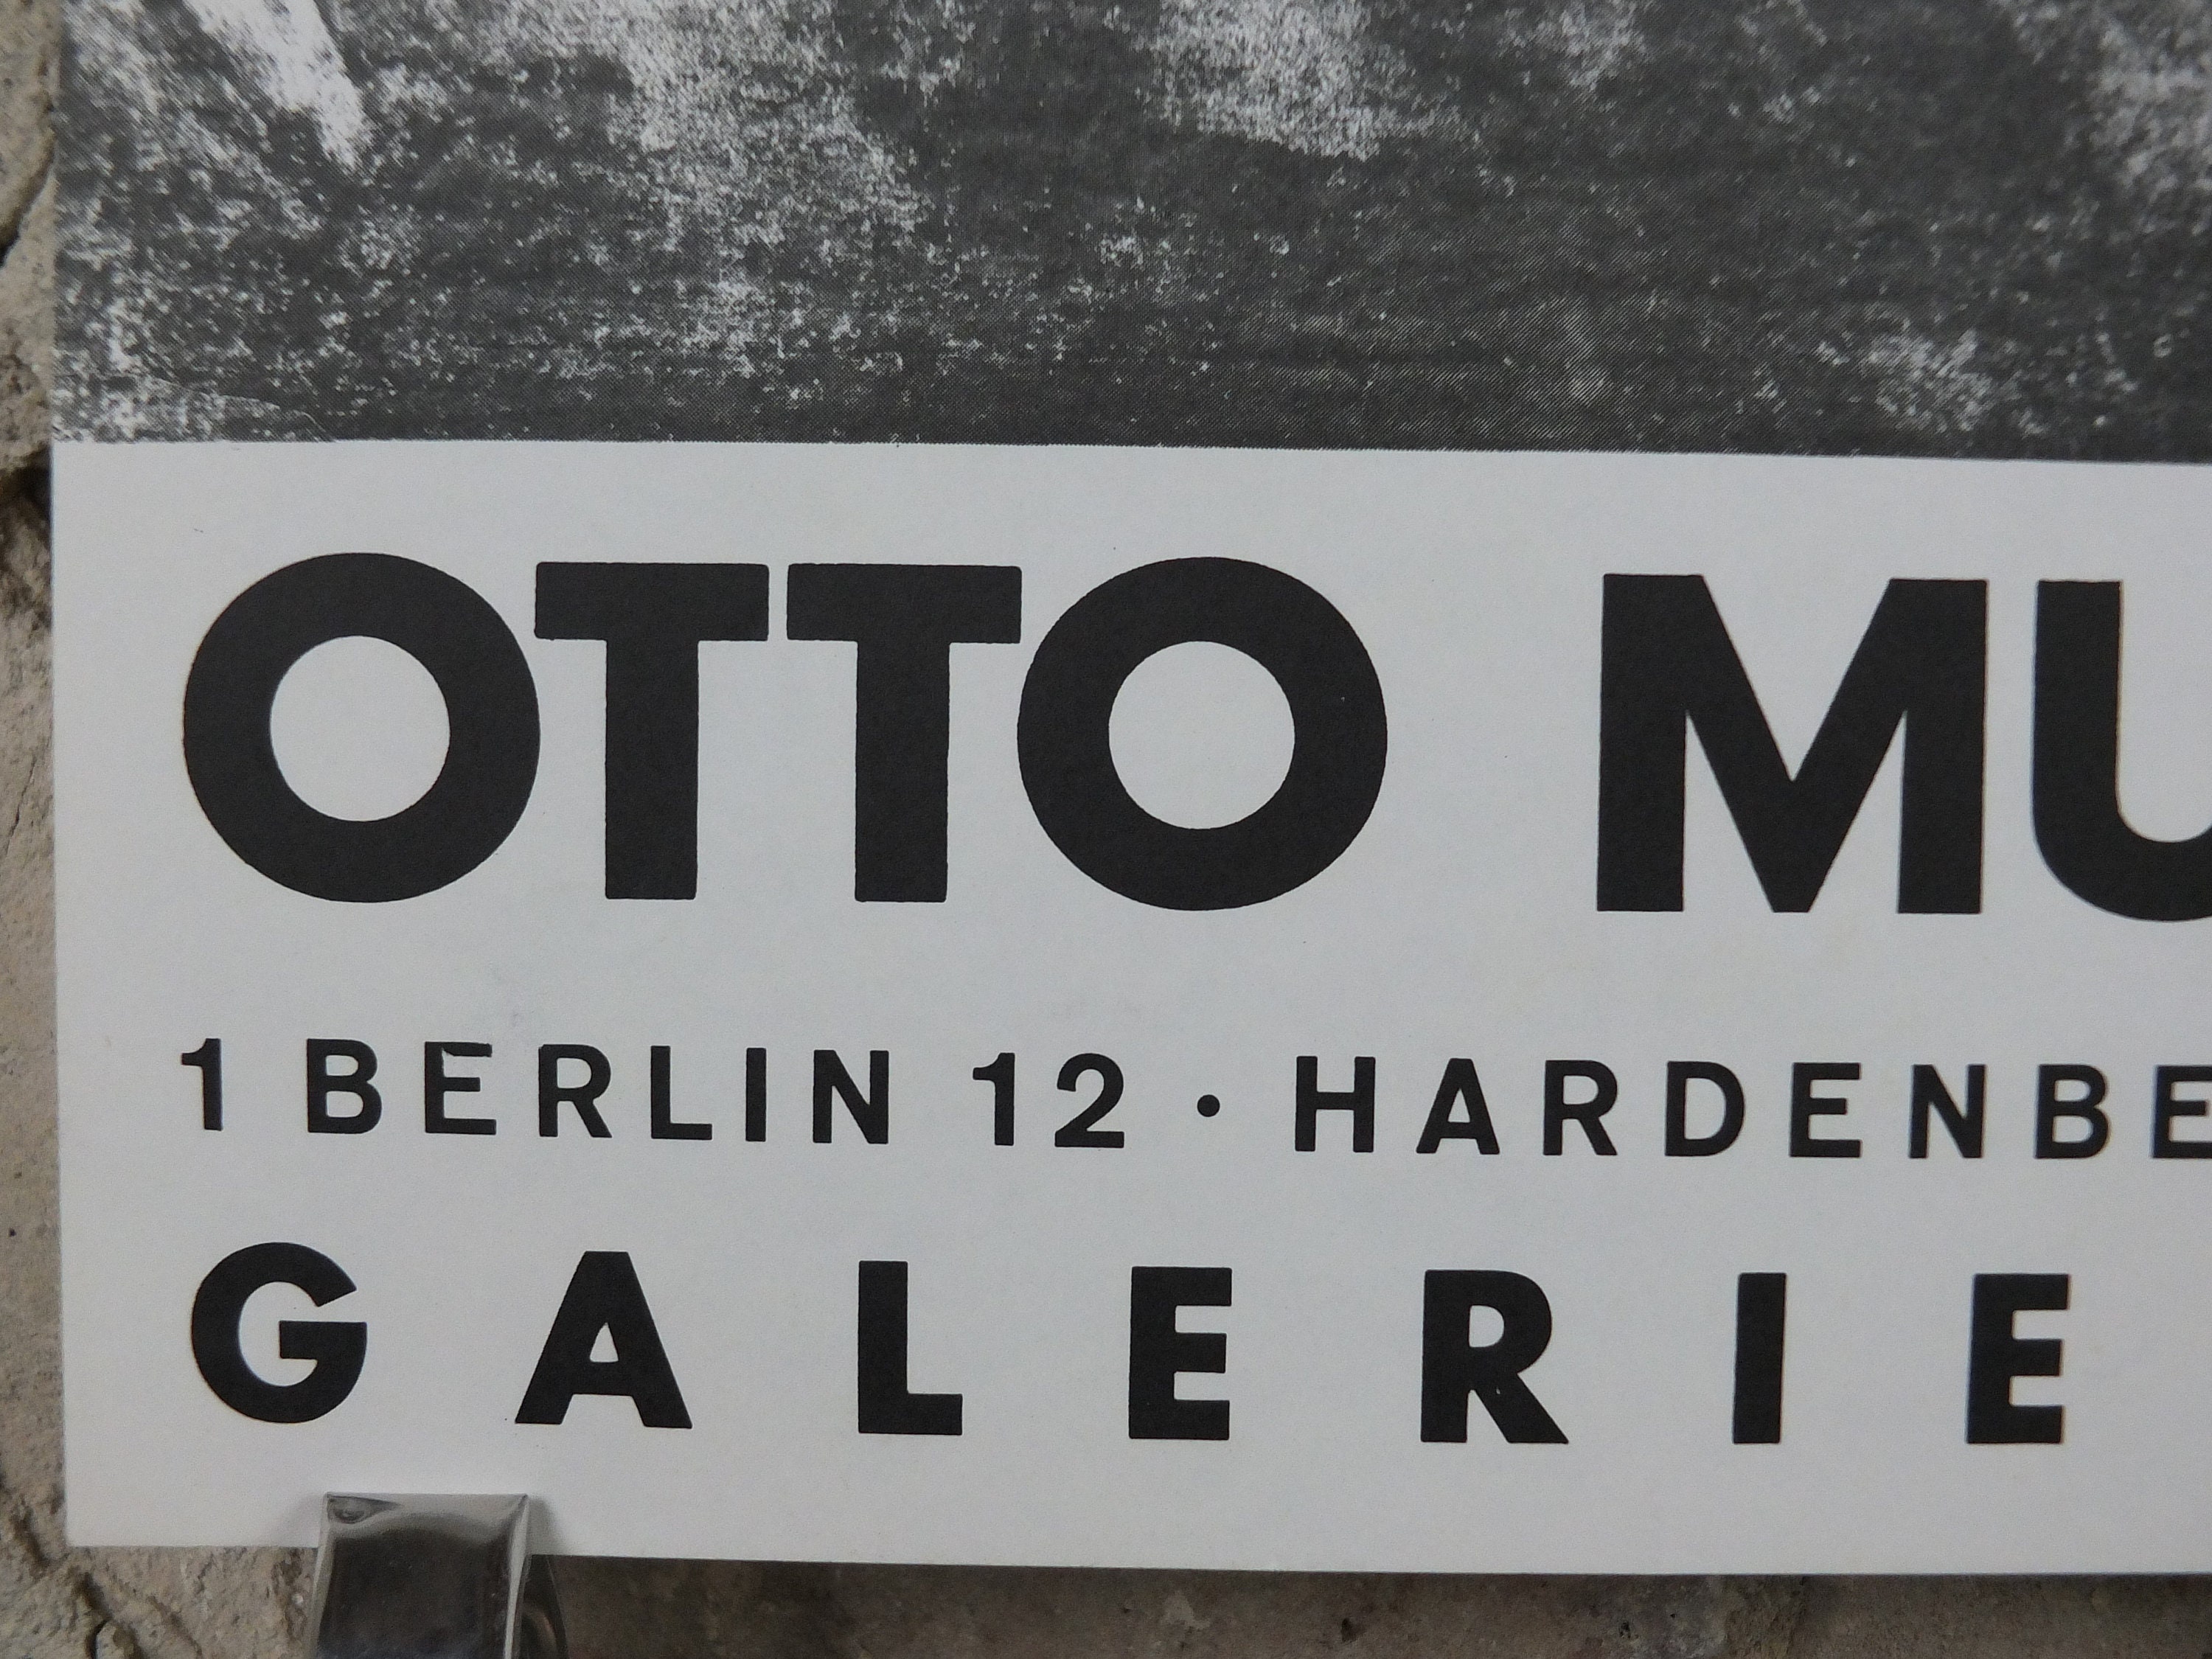 OTTO MU
1 BERLIN 12 · HARDENBE
GALERIE